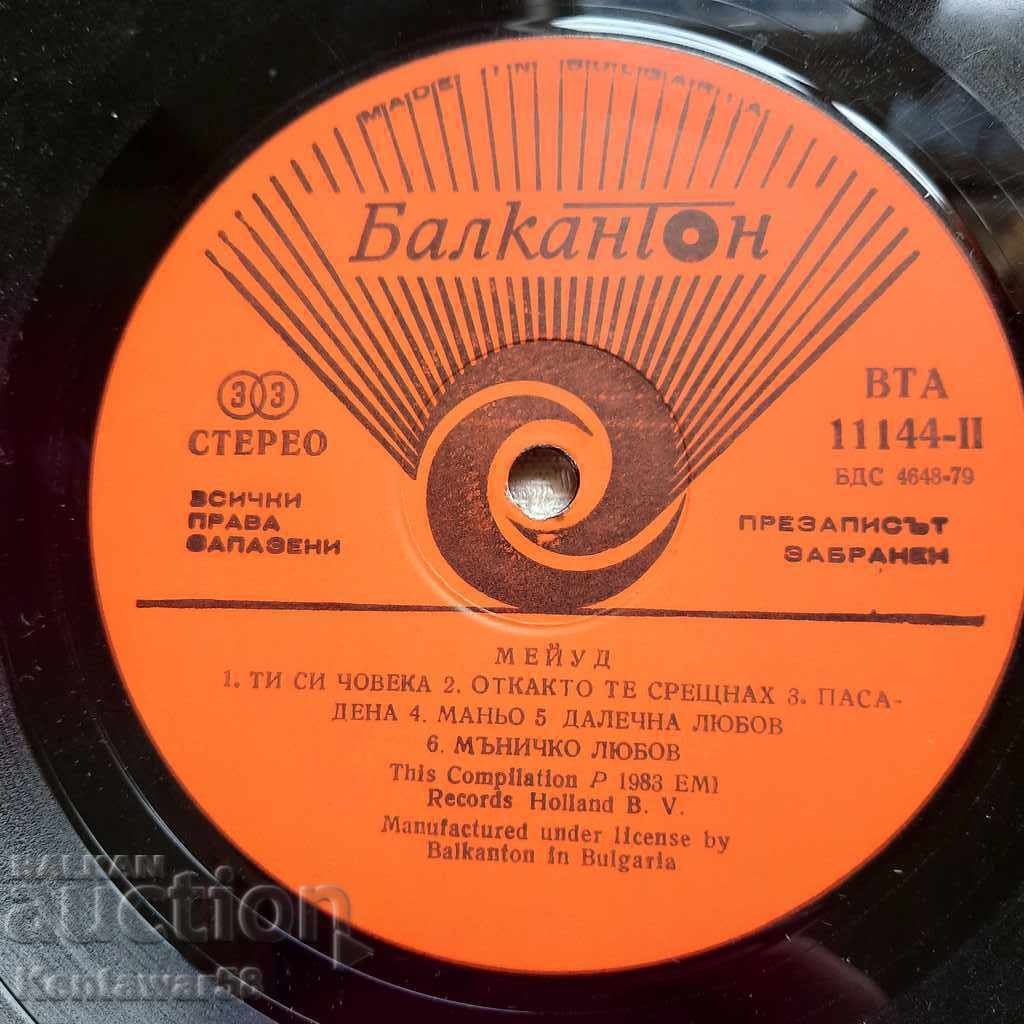 MADE IN BULGARIA
Балкантон
33
СТЕРЕО
ВСИЧКИ
ПРАВА
ЗАПАЗЕНИ
ВТА
11144-II
БДС 4648-79
ПРЕЗАПИСЪТ
ЗАБРАНЕН
МЕЙУД
1. ТИ СИ ЧОВЕКА 2. ОТКАКТО ТЕ СРЕЩНАХ 3. ПАСА-
ДЕНА 4. МАНЬО 5 ДАЛЕЧНА ЛЮБОВ
6. МЪНИЧКО ЛЮБОВ
This Compilation P 1983 EMI
Records Holland B. V.
Manufactured under license by
Balkanton in Bulgaria
BALKAN
auction
Kentawar58